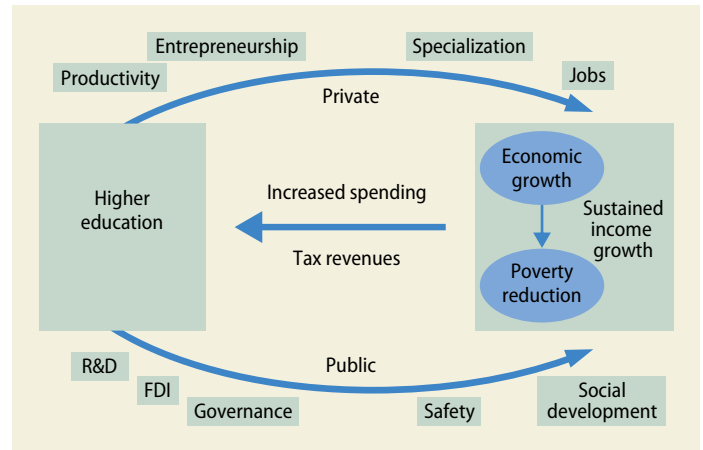 Entrepreneurship
Specialization
Productivity
Jobs
Private
Higher
education
Increased spending
Tax revenues
Economic
growth
Sustained
income
growth
Poverty
reduction
Public
R&D
FDI
Governance
Safety
Social
development